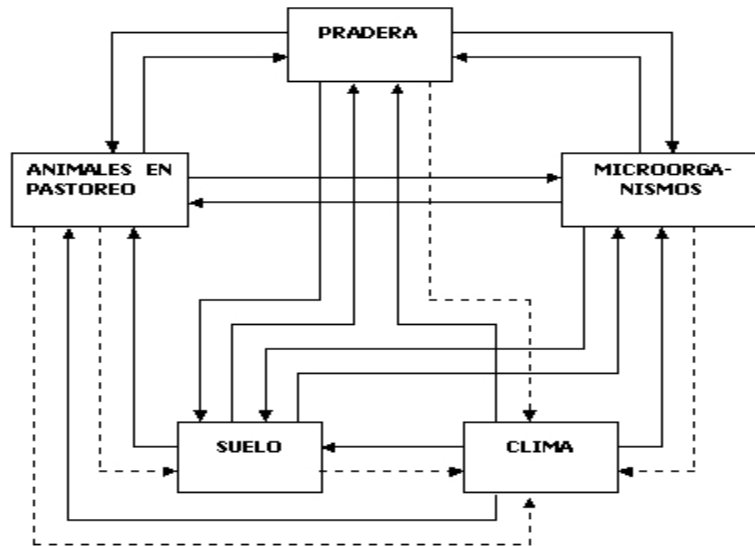 PRADERA
ANIMALES EN
PASTOREO
MICROORGA-
NISMOS
SUELO
CLIMA